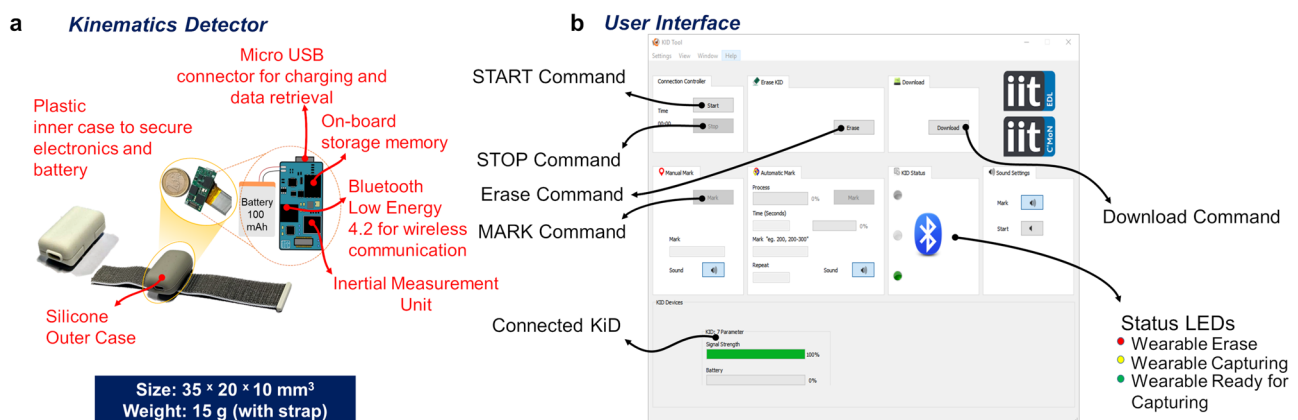 a
Kinematics Detector
Micro USB
connector for charging and
data retrieval
Plastic
inner case to secure
electronics and
battery
On-board
storage memory
Battery
100
mAh
Bluetooth
Low Energy
4.2 for wireless
communication
Inertial Measurement
Unit
Silicone
Outer Case
Size: 35 x 20 x 10 mm³
Weight: 15 g (with strap)
b
User Interface
START Command
STOP Command
Erase Command
MARK Command
Connected KiD
KID Tool
Settings View Window Help
Connection Controller
Start
Time
00:00
Stop
Erase KID
Erase
Download
Download
iit EDL
iit C'MoN
Manual Mark
Mark
Mark
Sound
Automatic Mark
Process
0%
Mark
Time (Seconds)
0%
Mark "eg. 200, 200-300"
Repeat
Sound
KID Status
Sound Settings
Mark
Start
KID Devices
KID: 7 Parameter
Signal Strength
100%
Battery
0%
Download Command
Status LEDs
Wearable Erase
Wearable Capturing
Wearable Ready for
Capturing